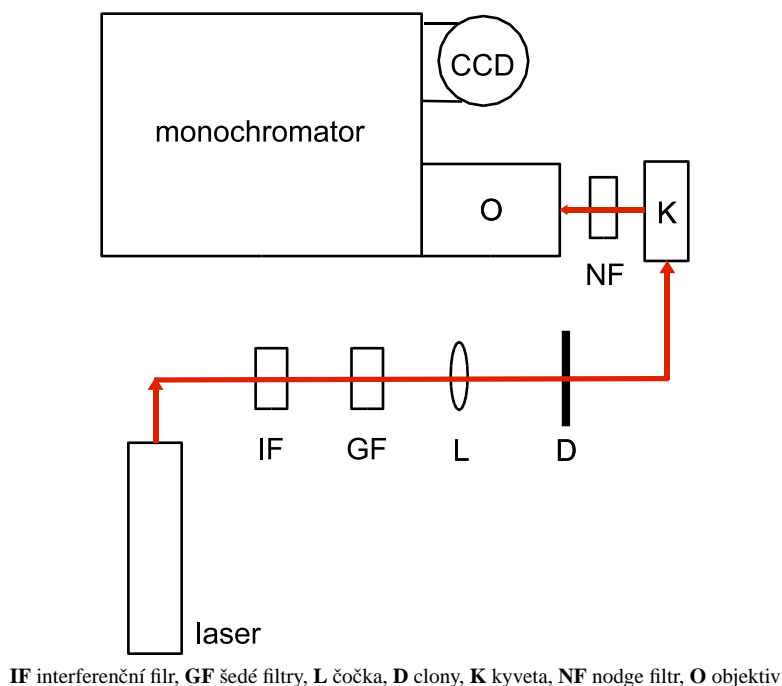 CCD
monochromator
O
K
NF
IF GF L D
laser
IF interferenční filr, GF šedé filtry, L čočka, D clony, K kyveta, NF nodge filtr, O objektiv